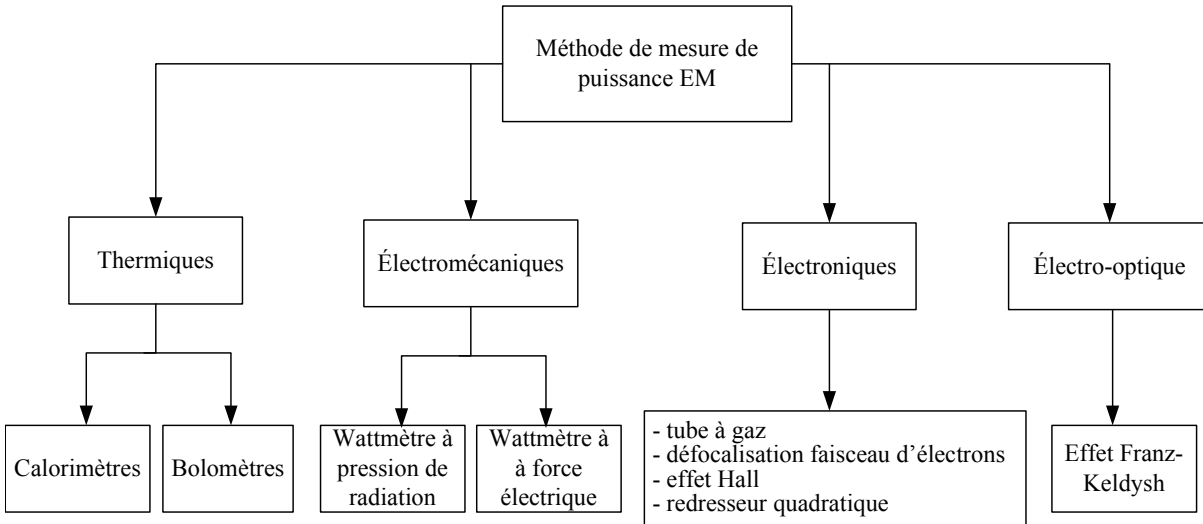 Méthode de mesure de
puissance EM
Thermiques
Électromécaniques
Électroniques
Électro-optique
Calorimètres
Bolomètres
Wattmètre à
pression de
radiation
Wattmètre à
à force
électrique
- tube à gaz
- défocalisation faisceau d'électrons
- effet Hall
- redresseur quadratique
Effet Franz-
Keldysh